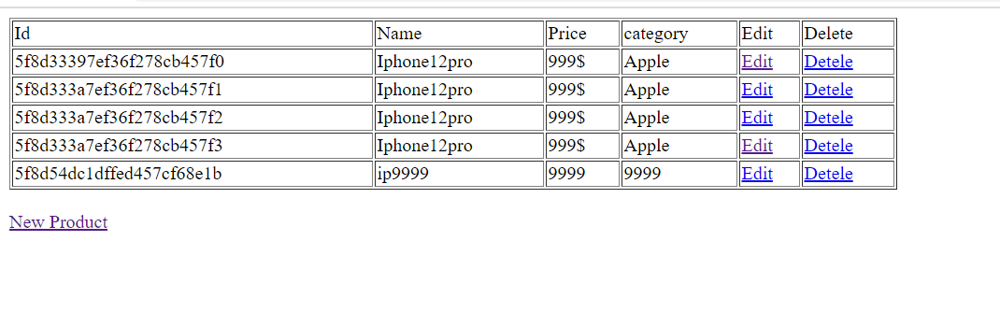 Id Name Price category Edit Delete
5f8d33397ef36f278cb457f0 Iphone12pro 999$ Apple Edit Detele
5f8d333a7ef36f278cb457f1 Iphone12pro 999$ Apple Edit Detele
5f8d333a7ef36f278cb457f2 Iphone12pro 999$ Apple Edit Detele
5f8d333a7ef36f278cb457f3 Iphone12pro 999$ Apple Edit Detele
5f8d54dc1dffed457cf68e1b ip9999 9999 9999 Edit Detele
New Product